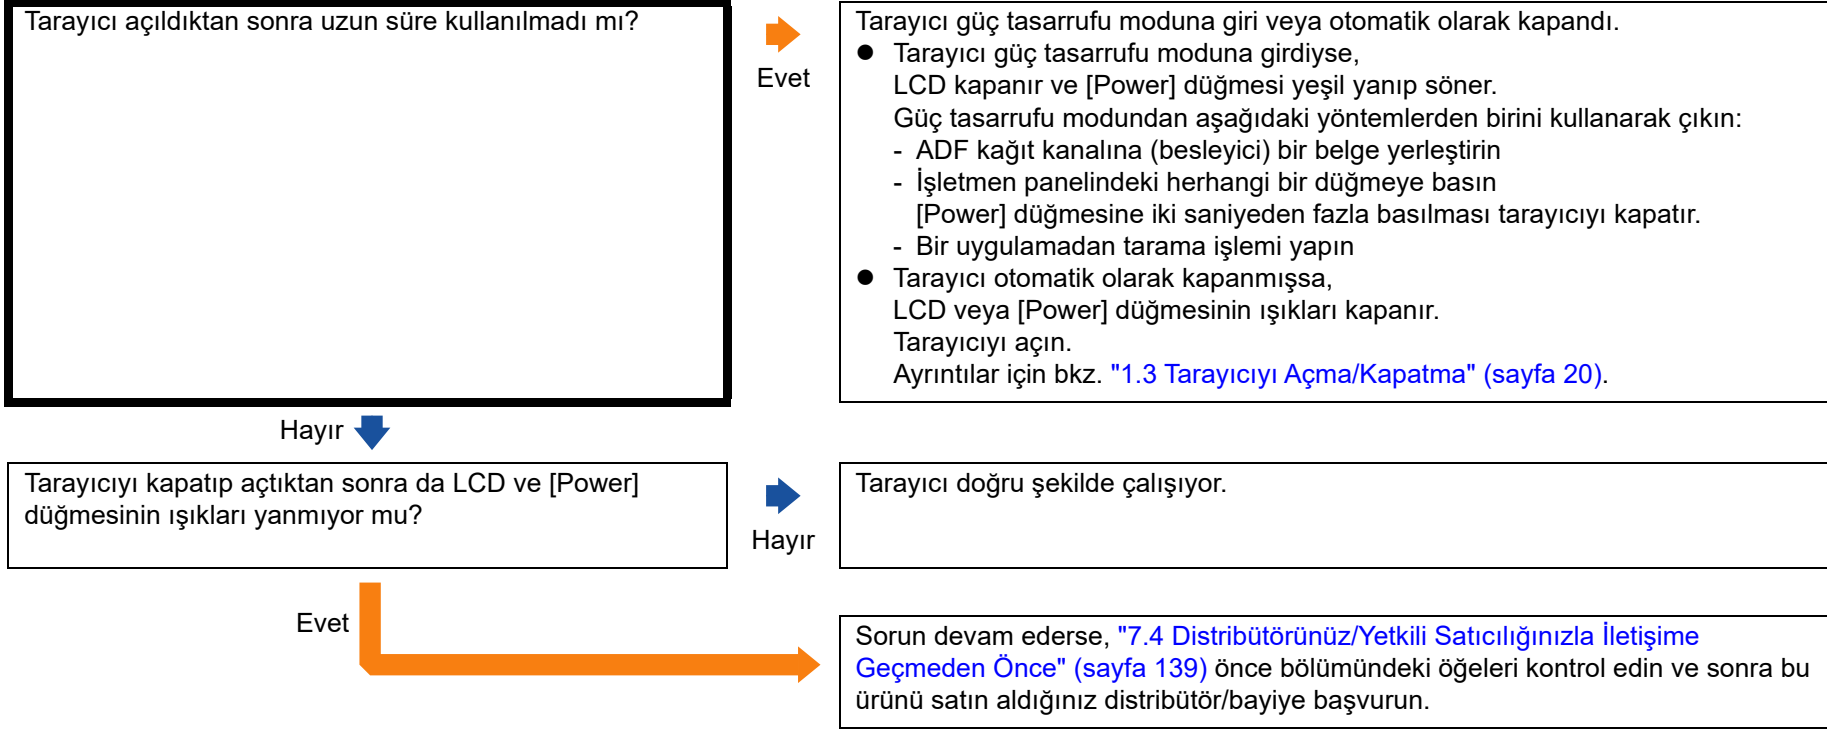 Tarayıcı açıldıktan sonra uzun süre kullanılmadı mı?
Evet
Tarayıcı güç tasarrufu moduna giri veya otomatik olarak kapandı.
● Tarayıcı güç tasarrufu moduna girdiyse,
LCD kapanır ve [Power] düğmesi yeşil yanıp söner.
Güç tasarrufu modundan aşağıdaki yöntemlerden birini kullanarak çıkın:
- ADF kağıt kanalına (besleyici) bir belge yerleştirin
- İşletmen panelindeki herhangi bir düğmeye basın
[Power] düğmesine iki saniyeden fazla basılması tarayıcıyı kapatır.
- Bir uygulamadan tarama işlemi yapın
● Tarayıcı otomatik olarak kapanmışsa,
LCD veya [Power] düğmesinin ışıkları kapanır.
Tarayıcıyı açın.
Ayrıntılar için bkz. "1.3 Tarayıcıyı Açma/Kapatma" (sayfa 20).
Hayır
Tarayıcıyı kapatıp açtıktan sonra da LCD ve [Power]
düğmesinin ışıkları yanmıyor mu?
Hayır
Tarayıcı doğru şekilde çalışıyor.
Evet
Sorun devam ederse, "7.4 Distribütörünüz/Yetkili Satıcılığınızla İletişime
Geçmeden Önce" (sayfa 139) önce bölümündeki öğeleri kontrol edin ve sonra bu
ürünü satın aldığınız distribütör/bayiye başvurun.